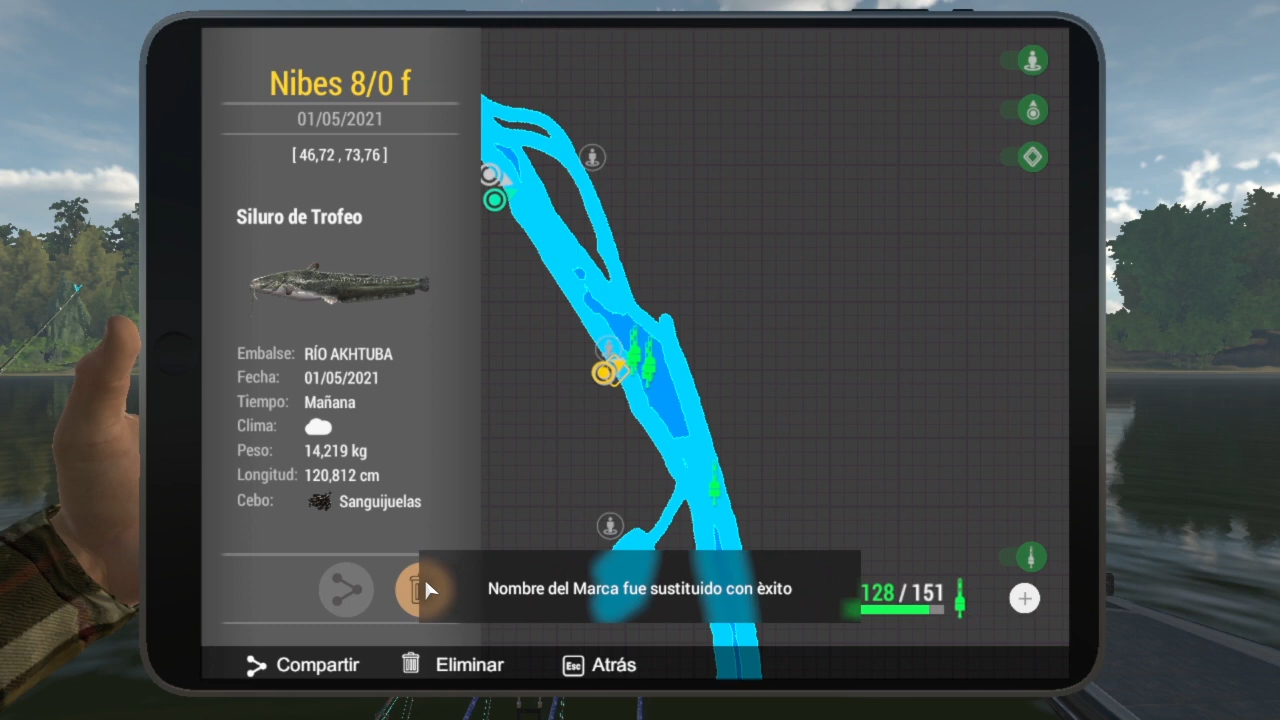 Nibes 8/0 f
01/05/2021
[ 46,72 , 73,76 ]
Siluro de Trofeo
Embalse: RÍO AKHTUBA
Fecha: 01/05/2021
Tiempo: Mañana
Clima:
Peso: 14,219 kg
Longitud: 120,812 cm
Cebo: Sanguijuelas
Nombre del Marca fue sustituido con èxito
128 / 151
Compartir
Eliminar
Esc Atrás